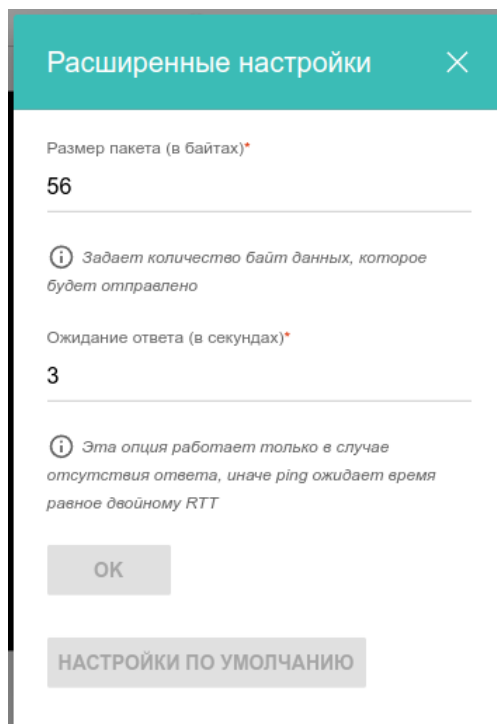 Расширенные настройки
Размер пакета (в байтах)*
56
Задает количество байт данных, которое
будет отправлено
Ожидание ответа (в секундах)*
3
Эта опция работает только в случае
отсутствия ответа, иначе ping ожидает время
равное двойному RTT
OK
НАСТРОЙКИ ПО УМОЛЧАНИЮ